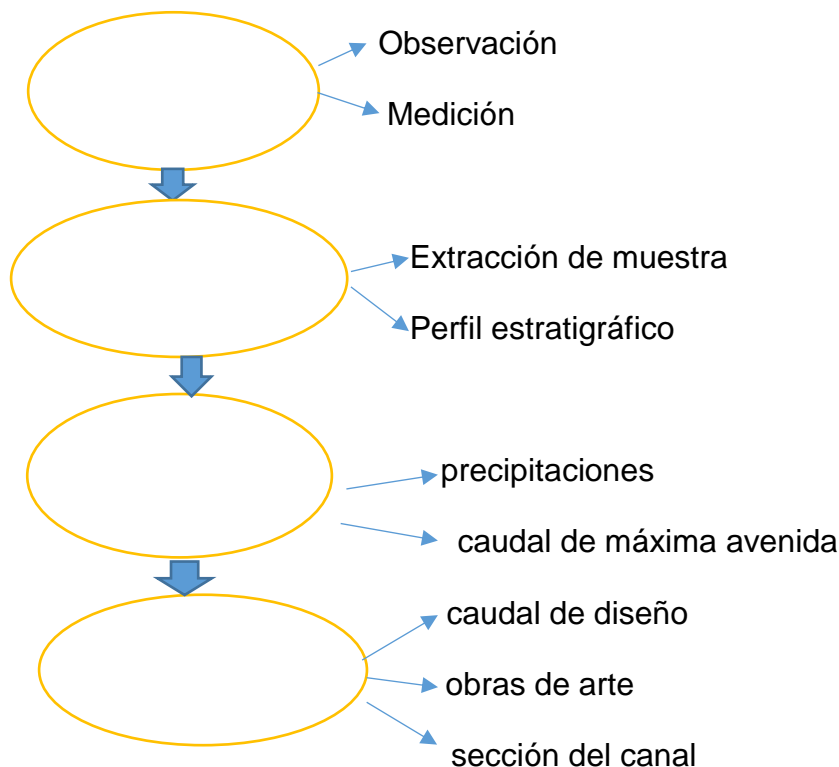 Observación
Medición
Extracción de muestra
Perfil estratigráfico
precipitaciones
caudal de máxima avenida
caudal de diseño
obras de arte
sección del canal